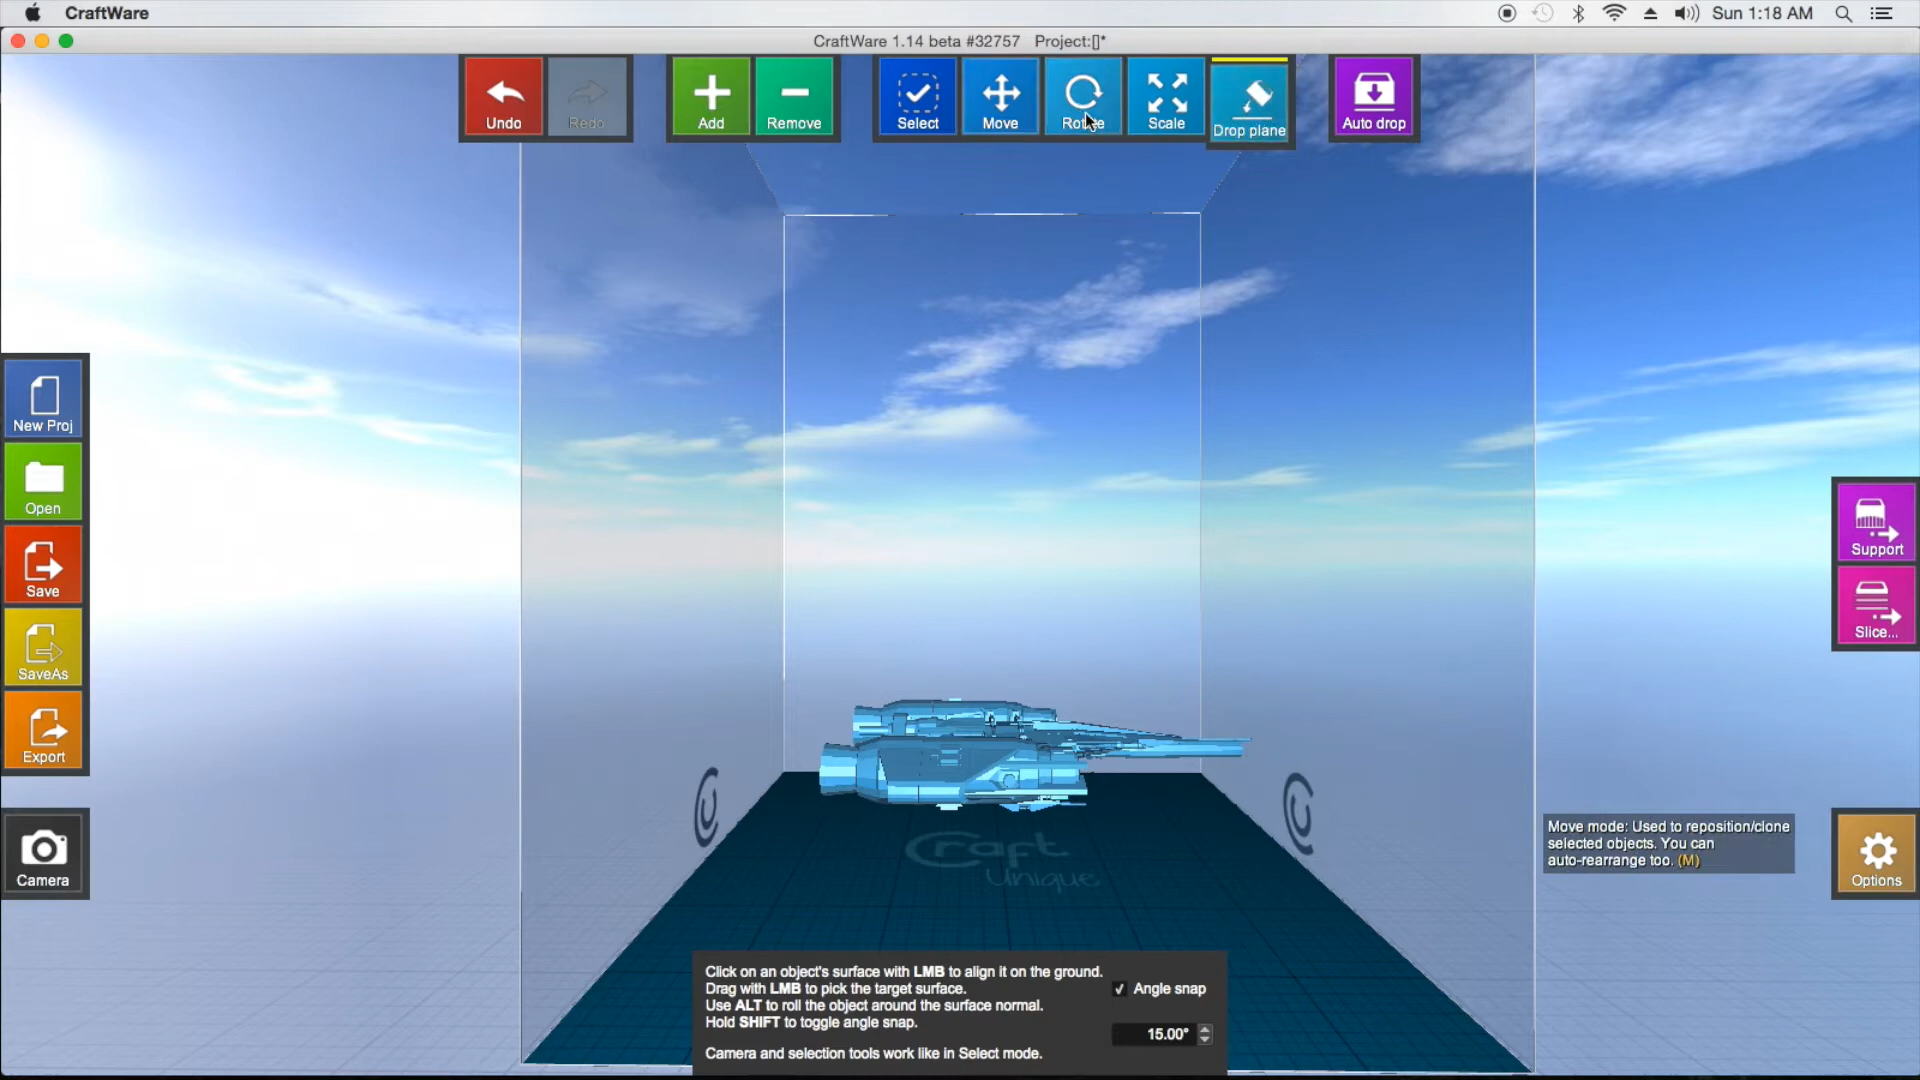 CraftWare
Sun 1:18 AM
CraftWare 1.14 beta #32757 Project:[]*
Undo
Redo
Add
Remove
Select
Move
Rotate
Scale
Drop plane
Auto drop
New Proj
Open
Save
SaveAs
Export
Camera
Support
Slice...
Options
Craft
Unique
Move mode: Used to reposition/clone
selected objects. You can
auto-rearrange too. (M)
Click on an object's surface with LMB to align it on the ground.
Drag with LMB to pick the target surface.
Use ALT to roll the object around the surface normal.
Hold SHIFT to toggle angle snap.
Camera and selection tools work like in Select mode.
Angle snap
15.00°